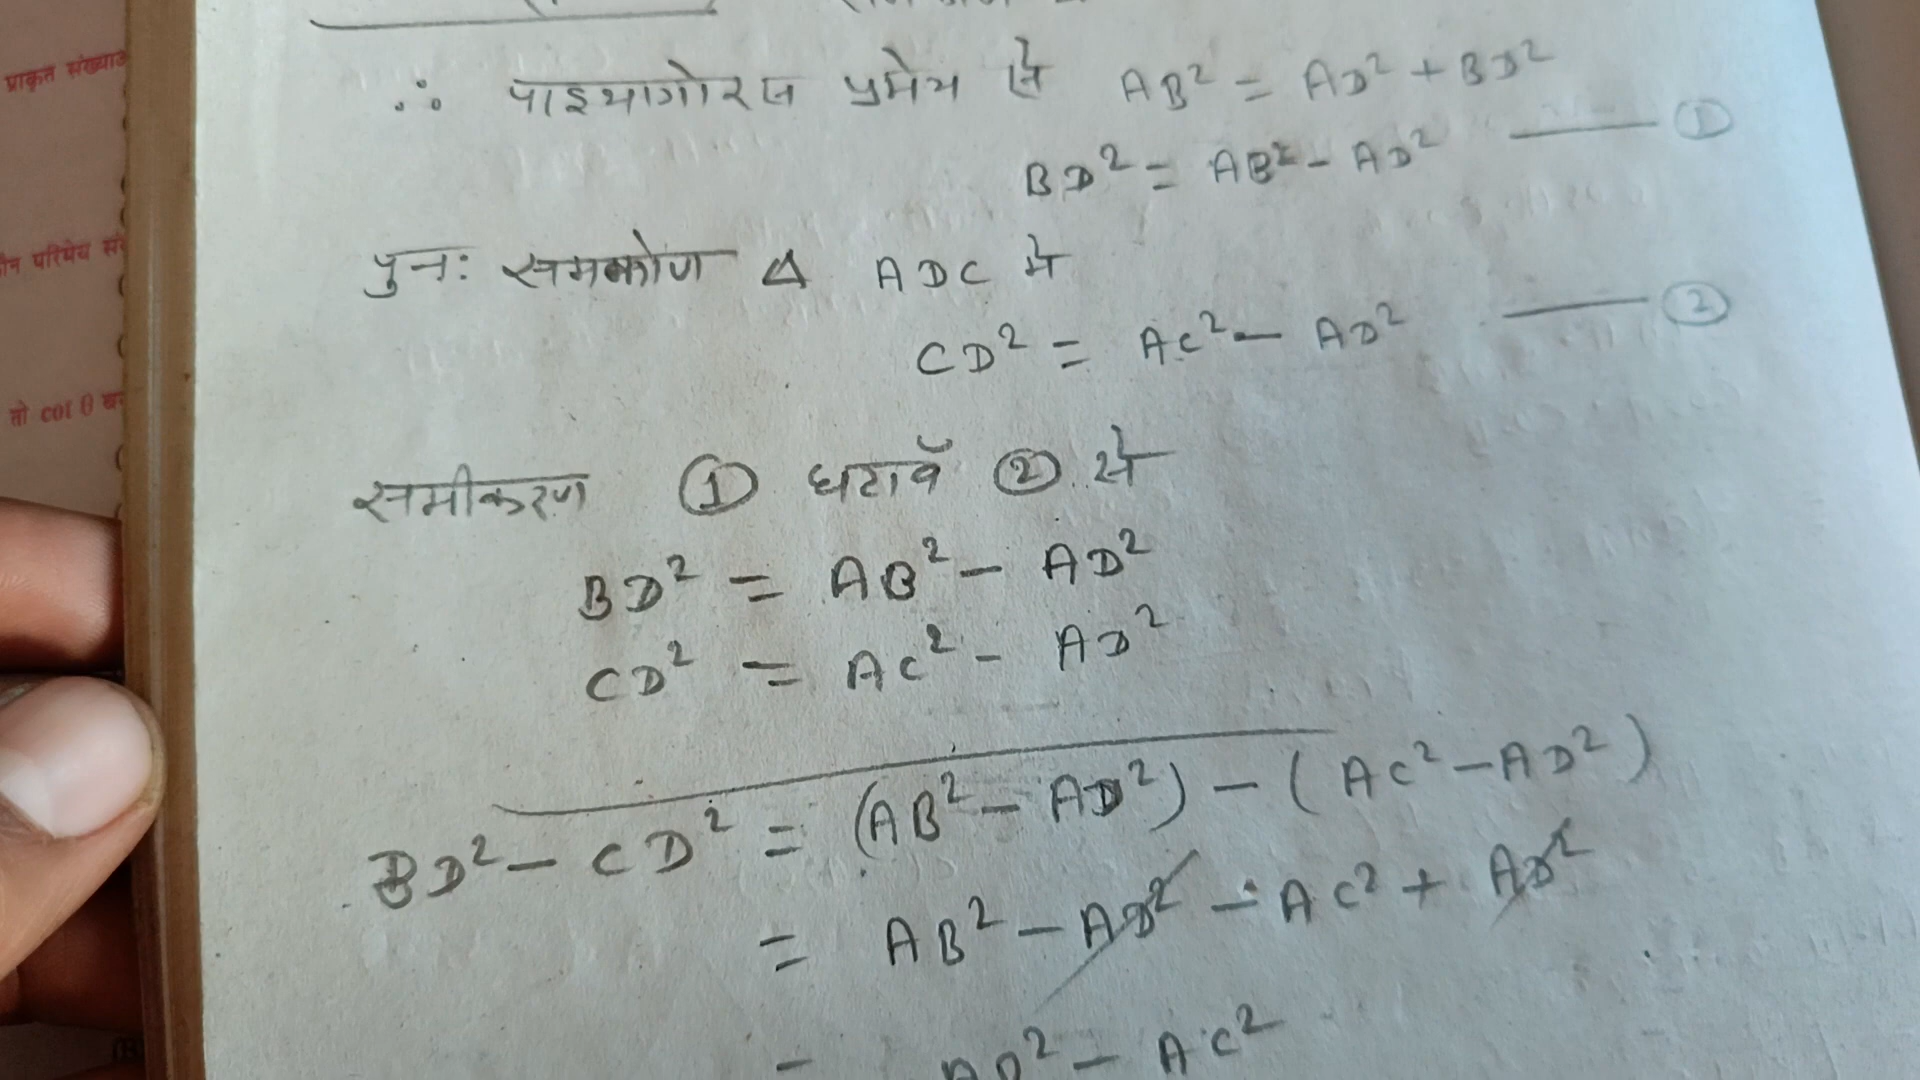 प्राकृत
∴ पाइथागोरस प्रमेय से AB² = AD² + BD²
BD² = AB² - AD² —— ①
परिमेय
पुनः समकोण Δ ADC में
CD² = AC² - AD² —— ②
तो cot θ
समीकरण ① घटावें ② से
BD² = AB² - AD²
CD² = AC² - AD²
BD² - CD² = (AB² - AD²) - (AC² - AD²)
= AB² - AD² - AC² + AD²
- AC²